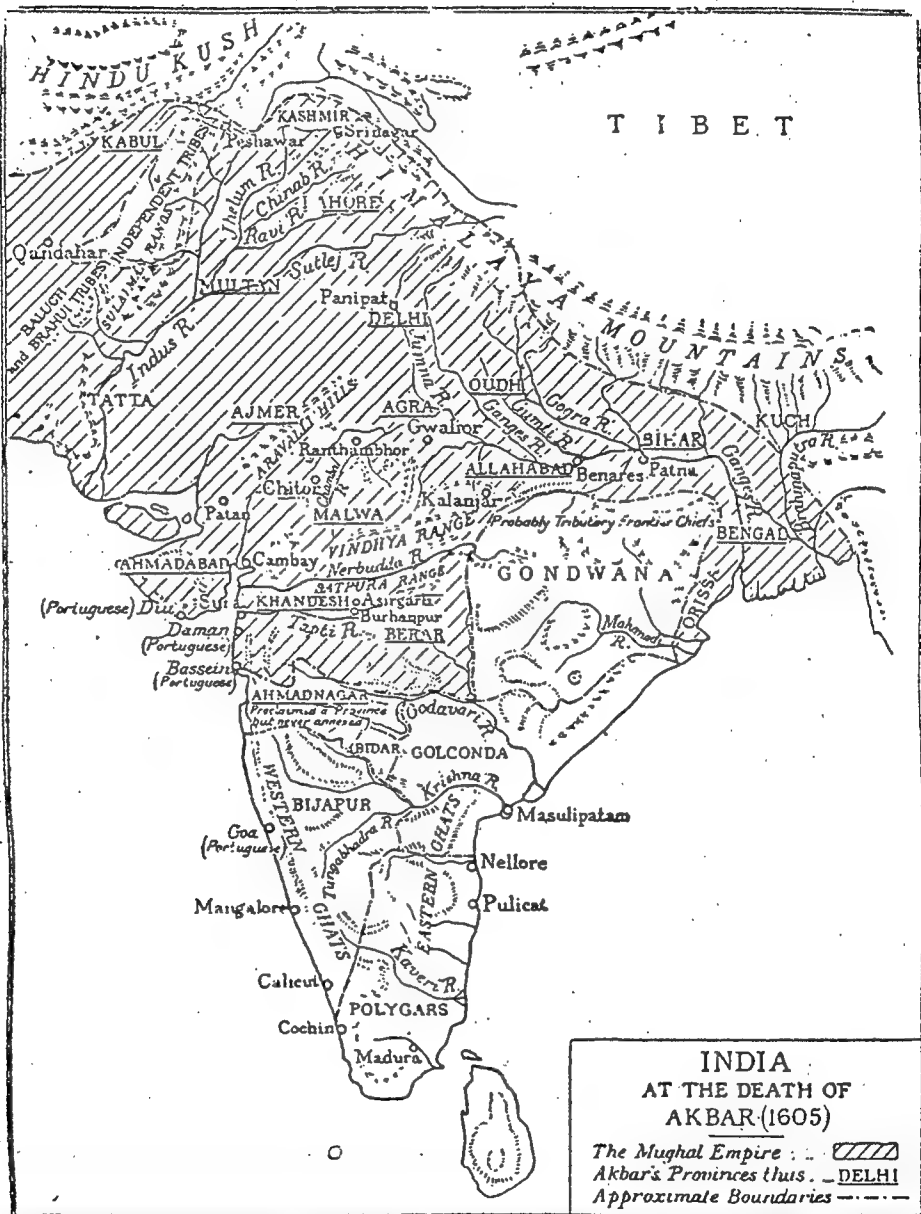 HINDU KUSH
TIBET
KASHMIR
KABUL
Peshawar
Srinagar
INDEPENDENT TRIBES
Jhelum R.
Chinab R.
LAHORE
Ravi R.
HIMALAYA MOUNTAINS
Qandahar
SULAIMAN RANGE
BALUCH
and BRAHUI TRIBES
MULTAN
Sutlej R.
Indus R.
Panipat
DELHI
Jumna R.
TATTA
OUDH
AJMER
ARAVALLI HILLS
AGRA
Gwalior
Ganges R.
Gumti R.
Gogra R.
BIHAR
KUCH
Ranthambhor
ALLAHABAD
Benares
Patna
Ganges R.
Brahmaputra R.
Chitor
Chambal R.
Kalanjar
Patan
MALWA
(Probably Tributary Frontier Chiefs)
BENGAL
VINDHYA RANGE
AHMADABAD
Cambay
Nerbudda R.
GONDWANA
SATPURA RANGE
(Portuguese) Diu
KHANDESH
Asirgarh
Burhanpur
Tapti R.
BERAR
Mahanadi
R.
ORISSA
Daman
(Portuguese)
Bassein
(Portuguese)
AHMADNAGAR
(Proclaimed a Province
but never annexed)
Godavari R.
BIDAR
GOLCONDA
Krishna R.
WESTERN GHATS
BIJAPUR
Masulipatam
Goa
(Portuguese)
Tungabhadra R.
EASTERN GHATS
Nellore
Mangalore
Pulicat
Kaveri R.
Calicut
POLYGARS
Cochin
Madura
INDIA
AT THE DEATH OF
AKBAR (1605)
The Mughal Empire
Akbar's Provinces thus DELHI
Approximate Boundaries